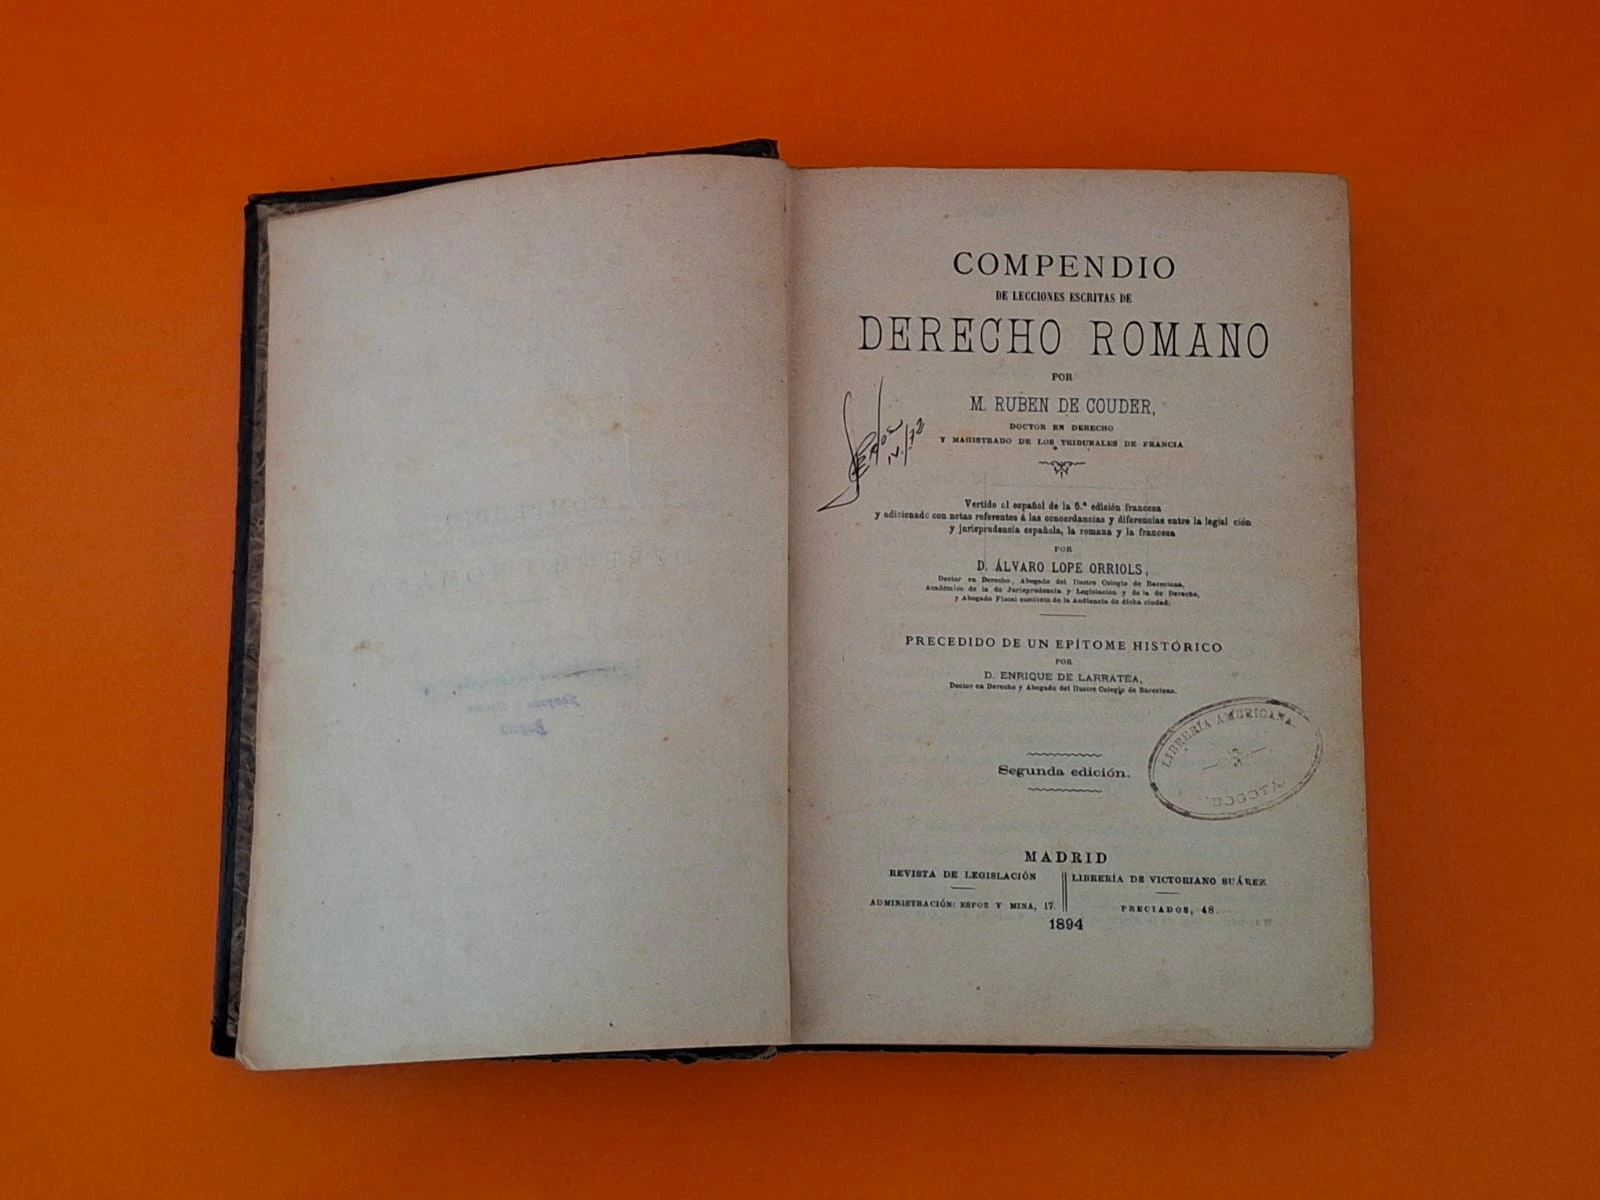 COMPENDIO
DE LECCIONES ESCRITAS DE
DERECHO ROMANO
POR
M. RUBEN DE COUDER,
DOCTOR EN DERECHO
Y MAGISTRADO DE LOS TRIBUNALES DE FRANCIA
IV./72
Vertido al español de la 5.ª edición francesa
y adicionado con notas referentes á las concordancias y diferencias entre la legial ción
y jurisprudencia española, la romana y la francesa
POR
D. ÁLVARO LOPE ORRIOLS,
Doctor en Derecho, Abogado del Ilustre Colegio de Barcelona,
Académico de la de Jurisprudencia y Legislacion y de la de Derecho,
y Abogado Fiscal sustituto de la Audiencia de dicha ciudad.
PRECEDIDO DE UN EPÍTOME HISTÓRICO
POR
D. ENRIQUE DE LARRATEA,
Doctor en Derecho y Abogado del Ilustre Colegio de Barcelona.
LIBRERÍA AMERICANA
BOGOTÁ
Segunda edición.
MADRID
REVISTA DE LEGISLACIÓN
ADMINISTRACIÓN: ESPOZ Y MINA, 17.
LIBRERÍA DE VICTORIANO SUÁREZ
PRECIADOS, 48
1894